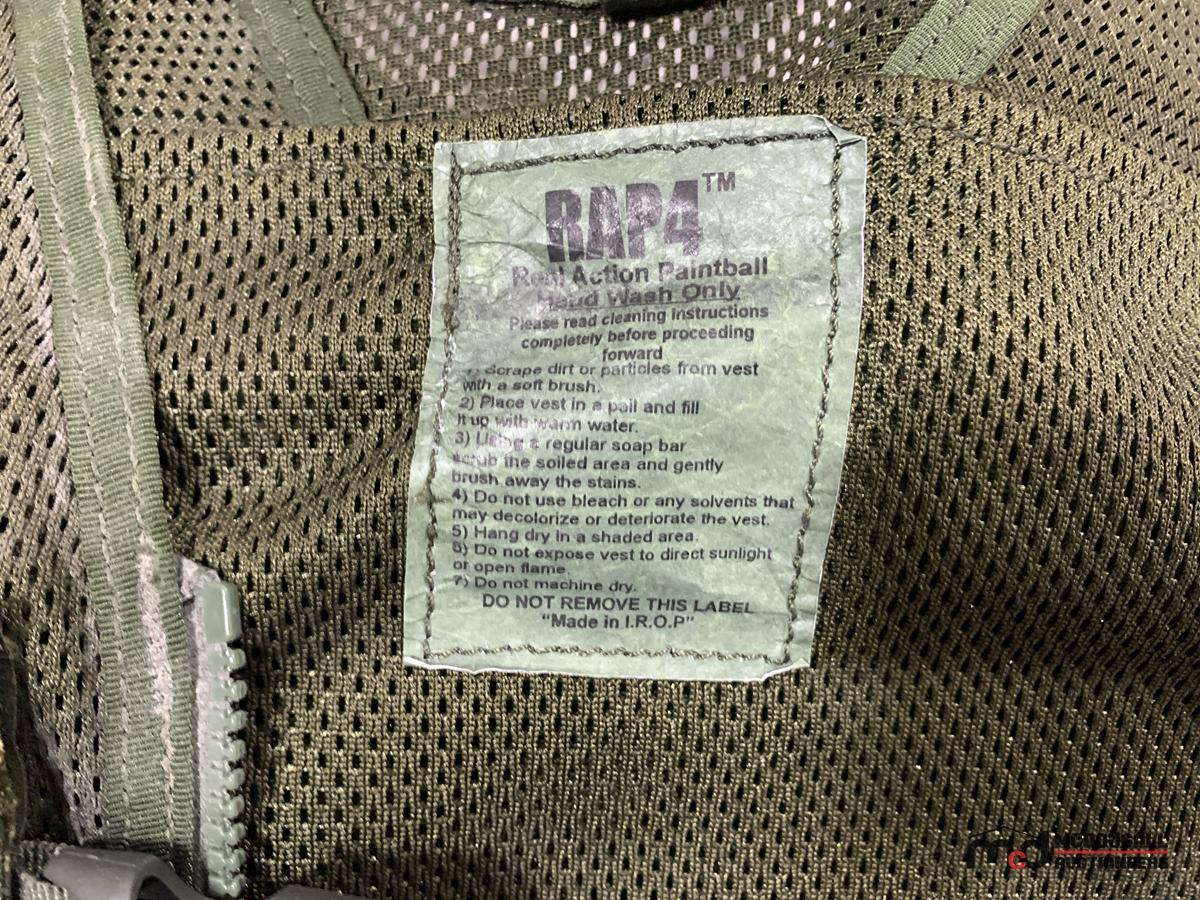 RAP4™
Real Action Paintball
Hand Wash Only
Please read cleaning instructions
completely before proceeding
forward
1) Scrape dirt or particles from vest
with a soft brush.
2) Place vest in a pail and fill
it up with warm water.
3) Using a regular soap bar
scrub the soiled area and gently
brush away the stains.
4) Do not use bleach or any solvents that
may decolorize or deteriorate the vest.
5) Hang dry in a shaded area.
6) Do not expose vest to direct sunlight
or open flame.
7) Do not machine dry.
DO NOT REMOVE THIS LABEL
"Made in I.R.O.P"